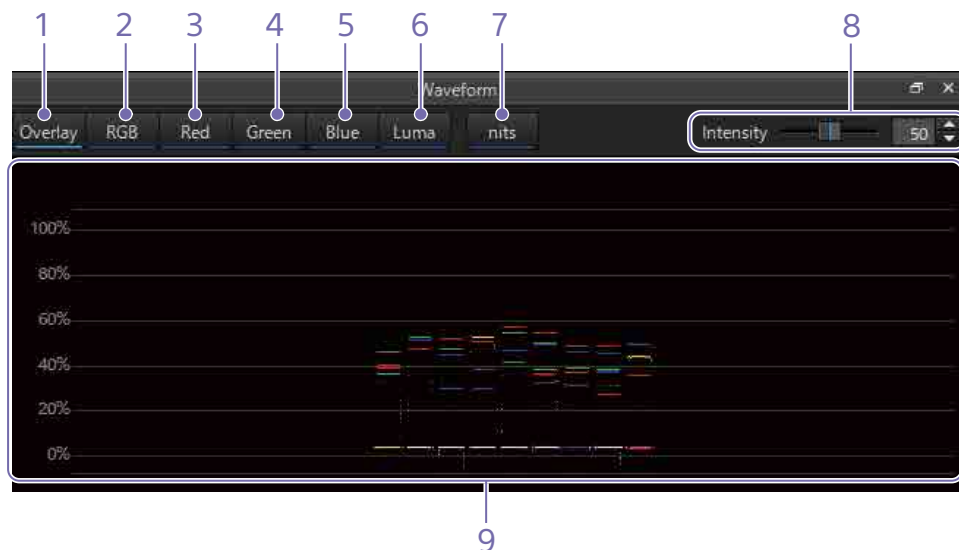 1 2 3 4 5 6 7 8
Waveform
Overlay RGB Red Green Blue Luma nits Intensity 50
100%
80%
60%
40%
20%
0%
9